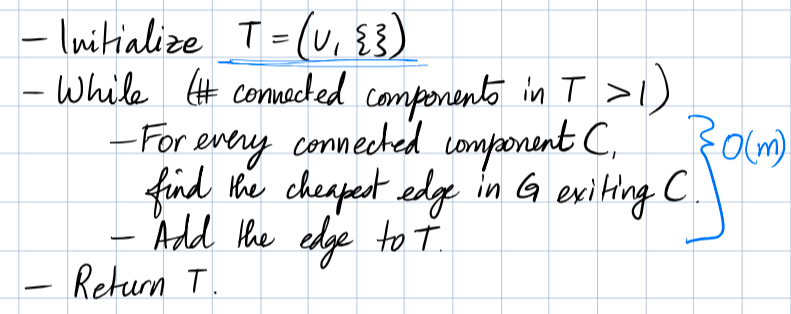 - Initialize T = (V, {})
- While (# connected components in T > 1)
- For every connected component C, } O(m)
find the cheapest edge in G exiting C.
- Add the edge to T.
- Return T.